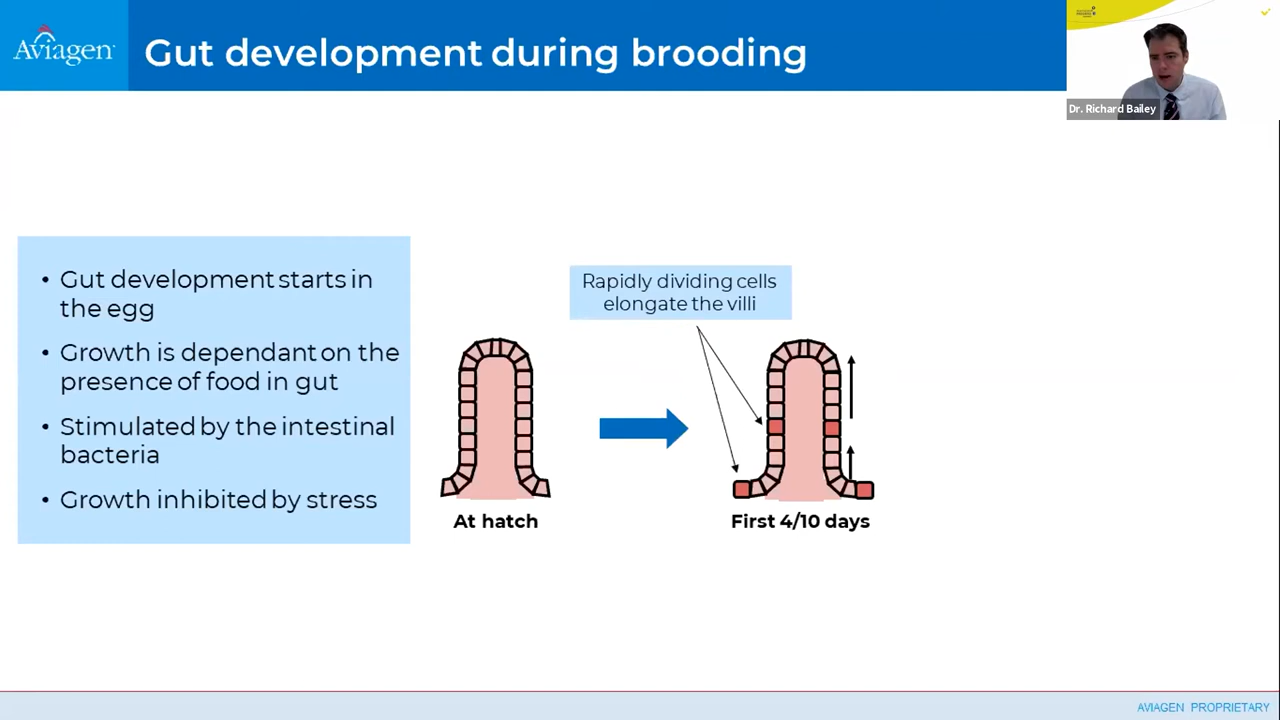 Aviagen
Gut development during brooding
Dr. Richard Bailey
• Gut development starts in
the egg
• Growth is dependant on the
presence of food in gut
• Stimulated by the intestinal
bacteria
• Growth inhibited by stress
Rapidly dividing cells
elongate the villi
At hatch
First 4/10 days
AVIAGEN PROPRIETARY